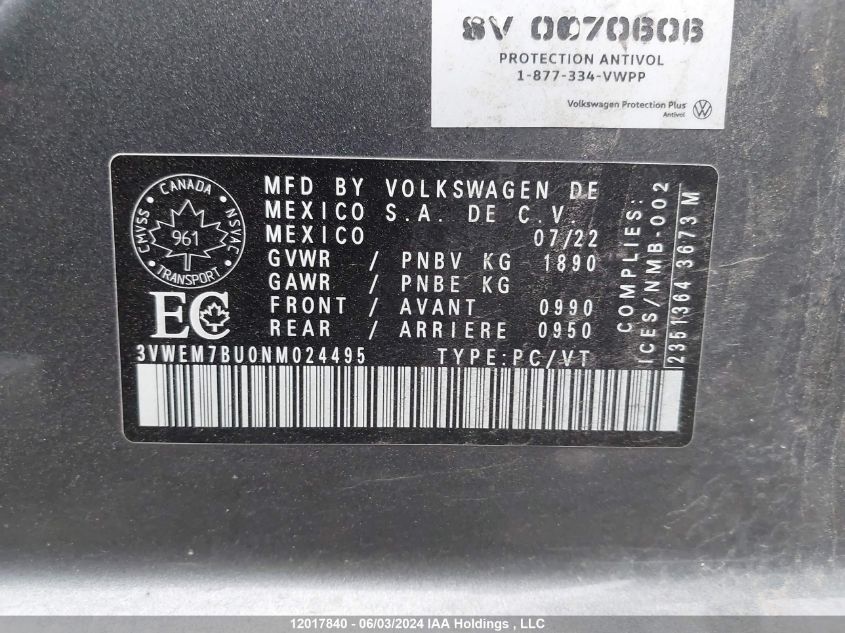 SV 0070606
PROTECTION ANTIVOL
1-877-334-VWPP
Volkswagen Protection Plus
Antivol
CANADA
CMVSS
NSVAC
961
TRANSPORT
EC
MFD BY VOLKSWAGEN DE
MEXICO S.A. DE C.V.
MEXICO 07/22
GVWR / PNBV KG 1890
GAWR / PNBE KG
FRONT / AVANT 0990
REAR / ARRIERE 0950
3VWEM7BU0NM024495 TYPE:PC/VT
COMPLIES:
ICES/NMB-002
2351364 3673 M
12017840 - 06/03/2024 IAA Holdings , LLC